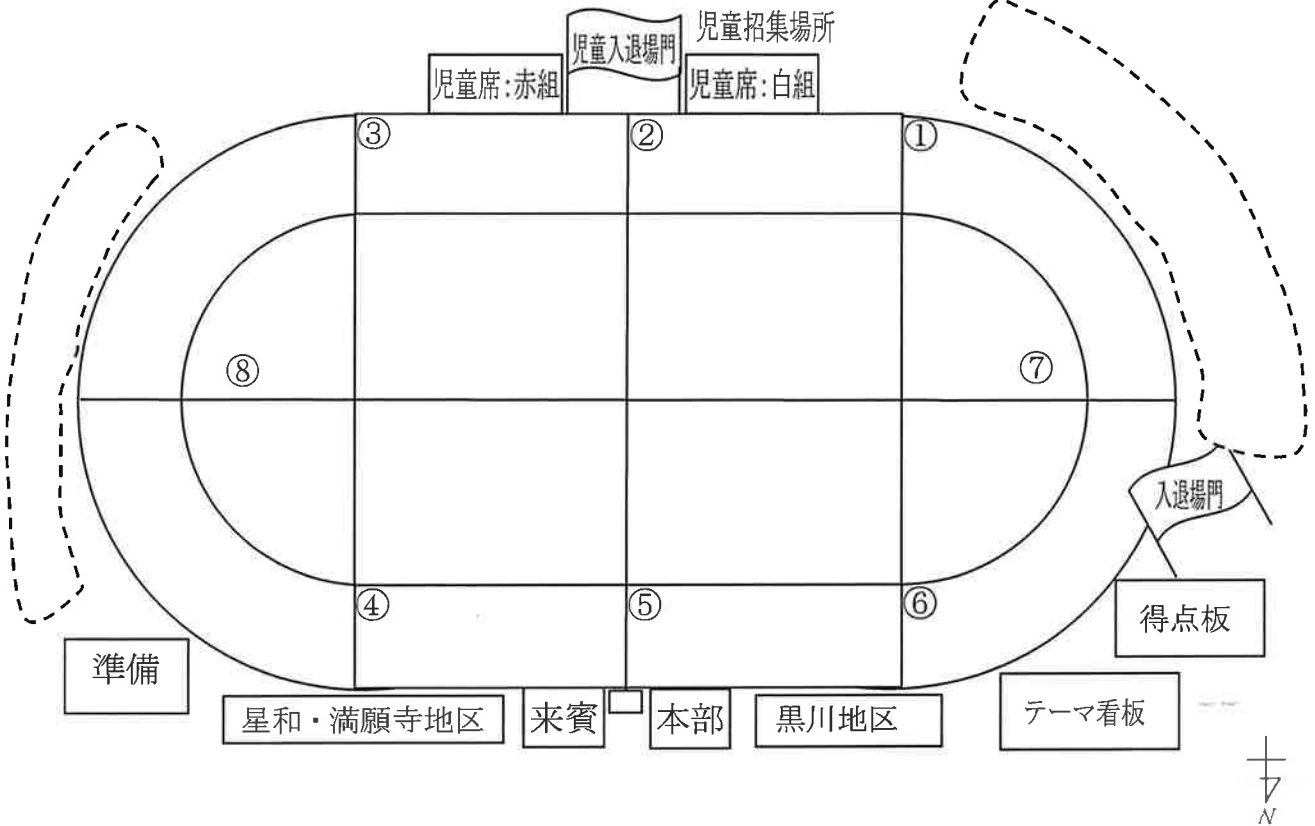 児童招集場所
児童入退場門
児童席:赤組
児童席:白組
③
②
①
⑧
⑦
入退場門
④
⑤
⑥
得点板
準備
星和・満願寺地区
来賓
本部
黒川地区
テーマ看板
N